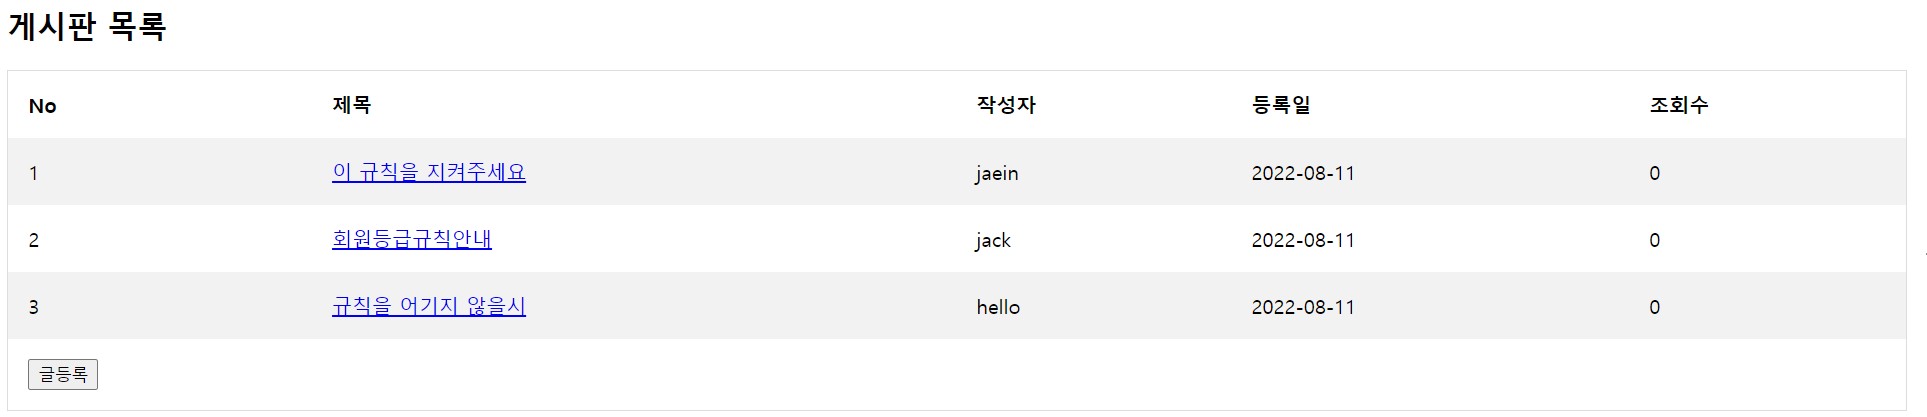 게시판 목록
No 제목 작성자 등록일 조회수
1 이 규칙을 지켜주세요 jaein 2022-08-11 0
2 회원등급규칙안내 jack 2022-08-11 0
3 규칙을 어기지 않을시 hello 2022-08-11 0
글등록